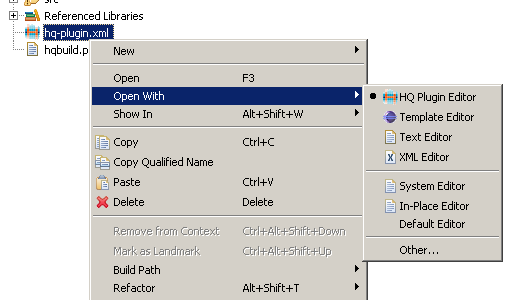 src
Referenced Libraries
hq-plugin.xml
hqbuild.p
New
Open F3
Open With
Show In Alt+Shift+W
Copy Ctrl+C
Copy Qualified Name
Paste Ctrl+V
Delete Delete
Remove from Context Ctrl+Alt+Shift+Down
Mark as Landmark Ctrl+Alt+Shift+Up
Build Path
Refactor Alt+Shift+T
HQ Plugin Editor
Template Editor
Text Editor
XML Editor
System Editor
In-Place Editor
Default Editor
Other...